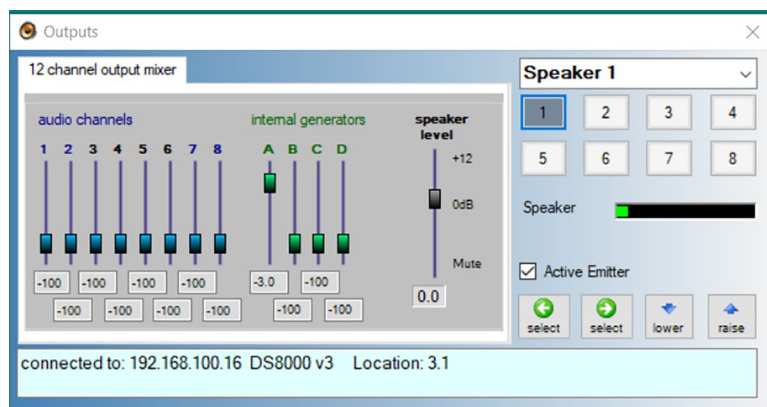 Outputs
12 channel output mixer
audio channels
1 2 3 4 5 6 7 8
-100 -100 -100 -100
-100 -100 -100 -100
internal generators
A B C D
-3.0 -100
-100 -100
speaker
level
+12
0dB
Mute
0.0
Speaker 1
1 2 3 4
5 6 7 8
Speaker
Active Emitter
select select lower raise
connected to: 192.168.100.16 DS8000 v3 Location: 3.1